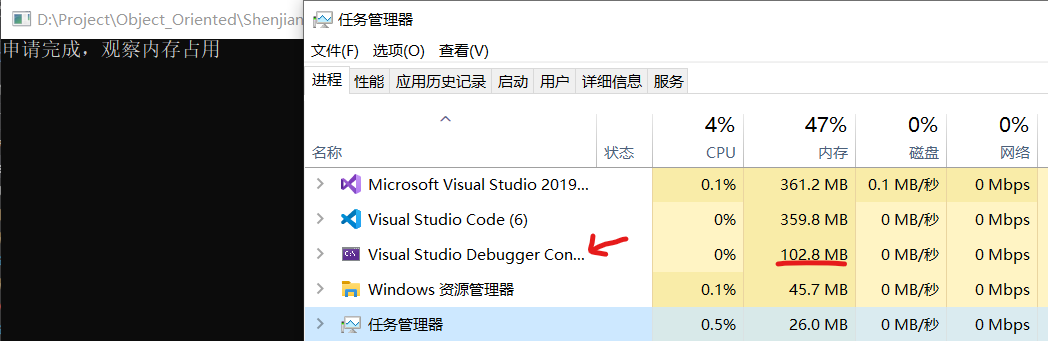 D:\Project\Object_Oriented\Shenjian
申请完成，观察内存占用
任务管理器
文件(F) 选项(O) 查看(V)
进程 性能 应用历史记录 启动 用户 详细信息 服务
4% 47% 0% 0%
名称 状态 CPU 内存 磁盘 网络
Microsoft Visual Studio 2019... 0.1% 361.2 MB 0.1 MB/秒 0 Mbps
Visual Studio Code (6) 0% 359.8 MB 0 MB/秒 0 Mbps
Visual Studio Debugger Con... 0% 102.8 MB 0 MB/秒 0 Mbps
Windows 资源管理器 0.1% 45.7 MB 0 MB/秒 0 Mbps
任务管理器 0.5% 26.0 MB 0 MB/秒 0 Mbps